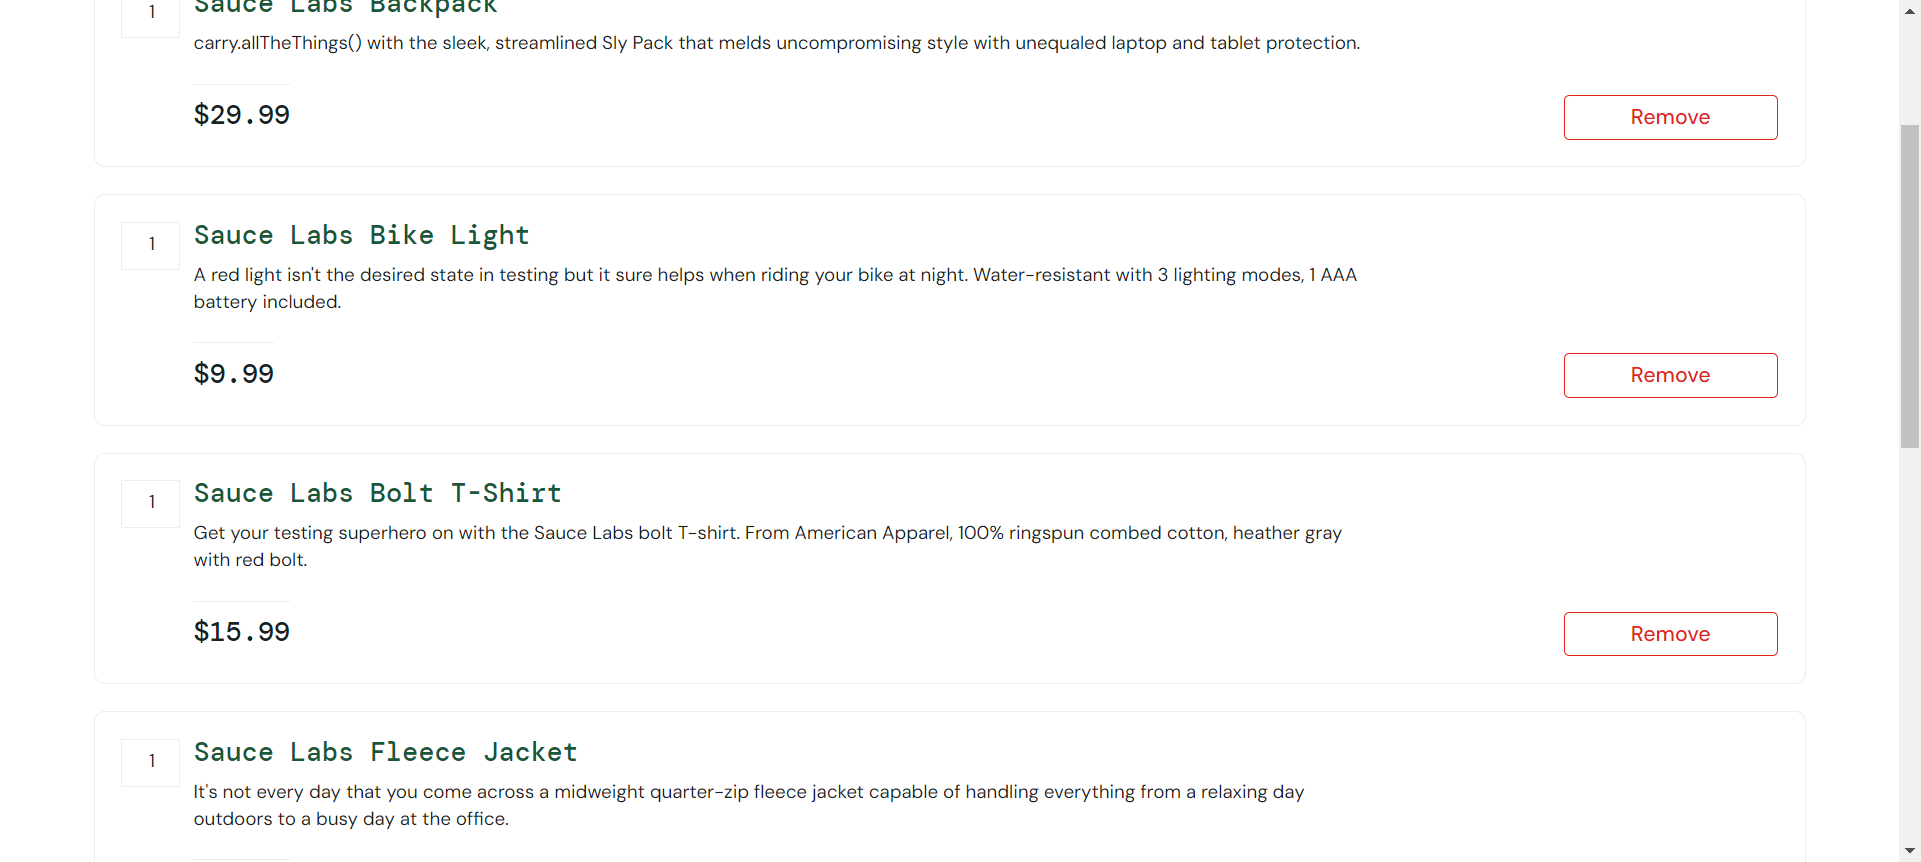 Sauce Labs Backpack
1
carry.allTheThings() with the sleek, streamlined Sly Pack that melds uncompromising style with unequaled laptop and tablet protection.
$29.99
Remove
1
Sauce Labs Bike Light
A red light isn't the desired state in testing but it sure helps when riding your bike at night. Water-resistant with 3 lighting modes, 1 AAA
battery included.
$9.99
Remove
1
Sauce Labs Bolt T-Shirt
Get your testing superhero on with the Sauce Labs bolt T-shirt. From American Apparel, 100% ringspun combed cotton, heather gray
with red bolt.
$15.99
Remove
1
Sauce Labs Fleece Jacket
It's not every day that you come across a midweight quarter-zip fleece jacket capable of handling everything from a relaxing day
outdoors to a busy day at the office.